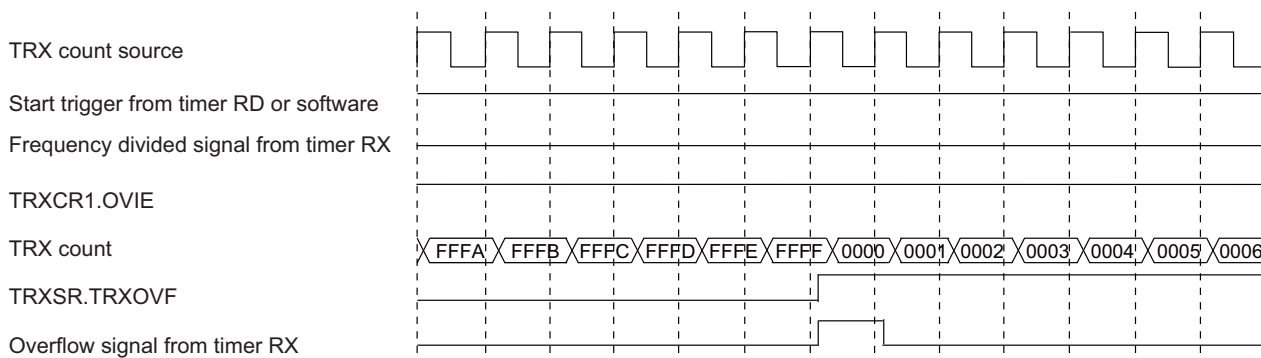 TRX count source
Start trigger from timer RD or software
Frequency divided signal from timer RX
TRXCR1.OVIE
TRX count FFFA FFFB FFFC FFFD FFFE FFFF 0000 0001 0002 0003 0004 0005 0006
TRXSR.TRXOVF
Overflow signal from timer RX